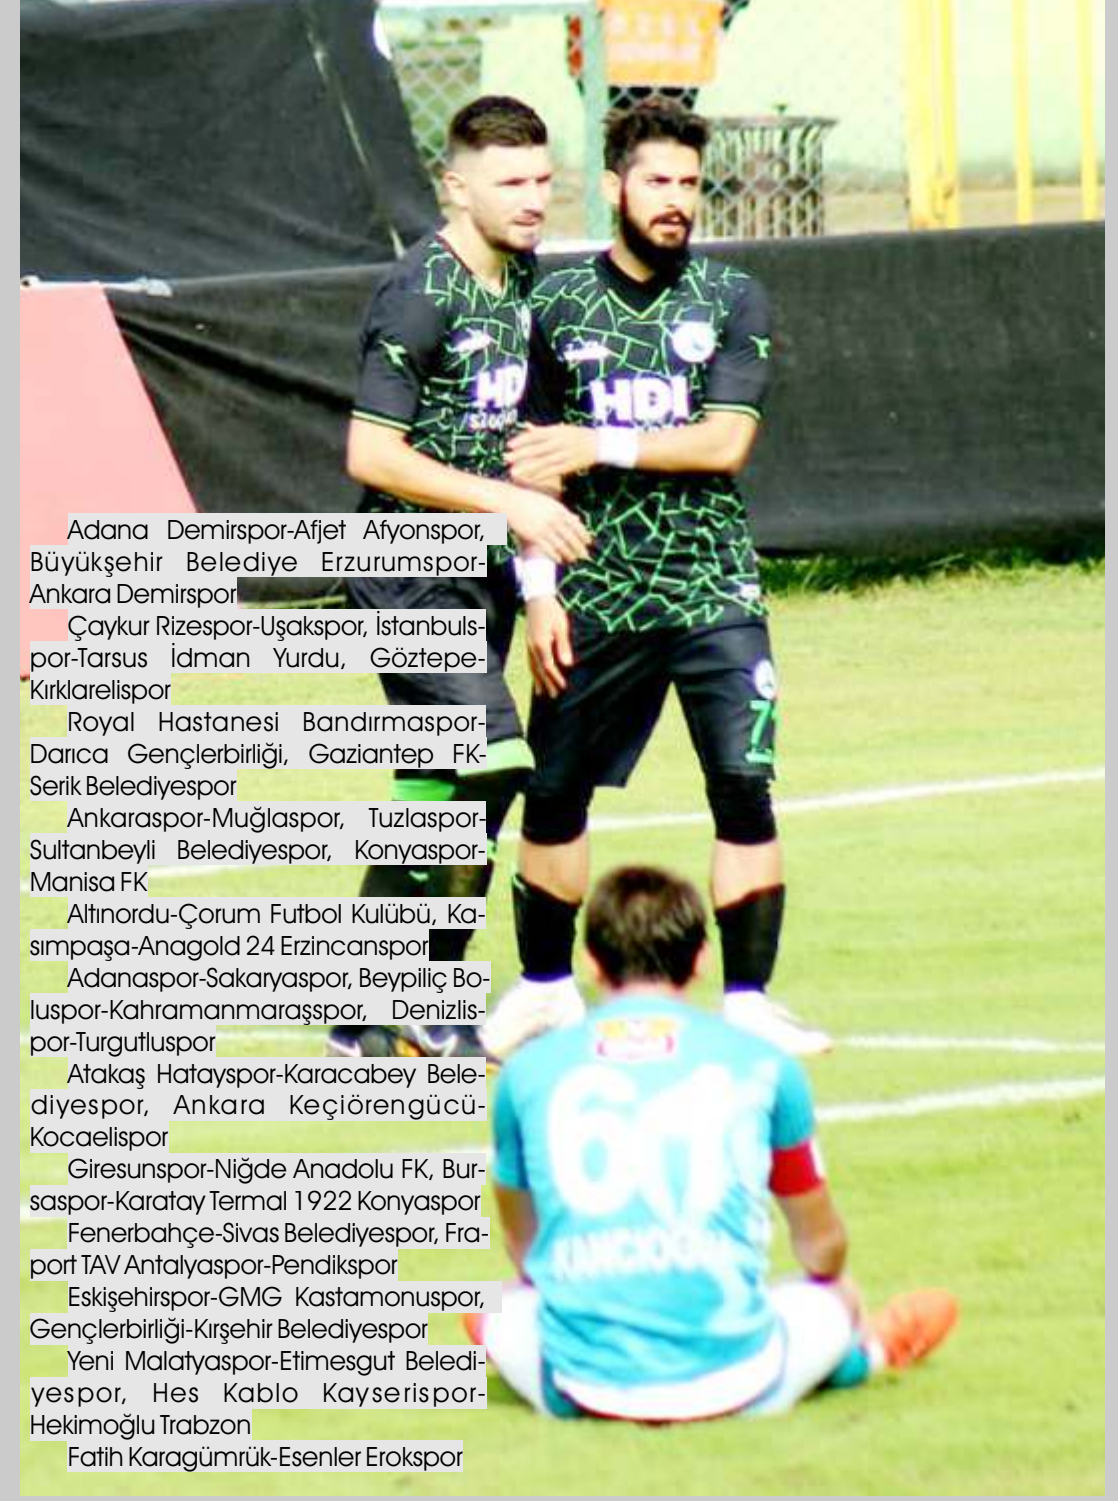 HDI
HDI
7
61
Adana Demirspor-Afjet Afyonspor,
Büyükşehir Belediye Erzurumspor-
Ankara Demirspor
Çaykur Rizespor-Uşakspor, İstanbuls-
por-Tarsus İdman Yurdu, Göztepe-
Kırklarelispor
Royal Hastanesi Bandırmaspor-
Darıca Gençlerbirliği, Gaziantep FK-
Serik Belediyespor
Ankaraspor-Muğlaspor, Tuzlaspor-
Sultanbeyli Belediyespor, Konyaspor-
Manisa FK
Altınordu-Çorum Futbol Kulübü, Ka-
sımpaşa-Anagold 24 Erzincanspor
Adanaspor-Sakaryaspor, Beypiliç Bo-
luspor-Kahramanmaraşspor, Denizlis-
por-Turgutluspor
Atakaş Hatayspor-Karacabey Bele-
diyespor, Ankara Keçiörengücü-
Kocaelispor
Giresunspor-Niğde Anadolu FK, Bur-
saspor-Karatay Termal 1922 Konyaspor
Fenerbahçe-Sivas Belediyespor, Fra-
port TAV Antalyaspor-Pendikspor
Eskişehirspor-GMG Kastamonuspor,
Gençlerbirliği-Kırşehir Belediyespor
Yeni Malatyaspor-Etimesgut Beledi-
yespor, Hes Kablo Kayserispor-
Hekimoğlu Trabzon
Fatih Karagümrük-Esenler Erokspor